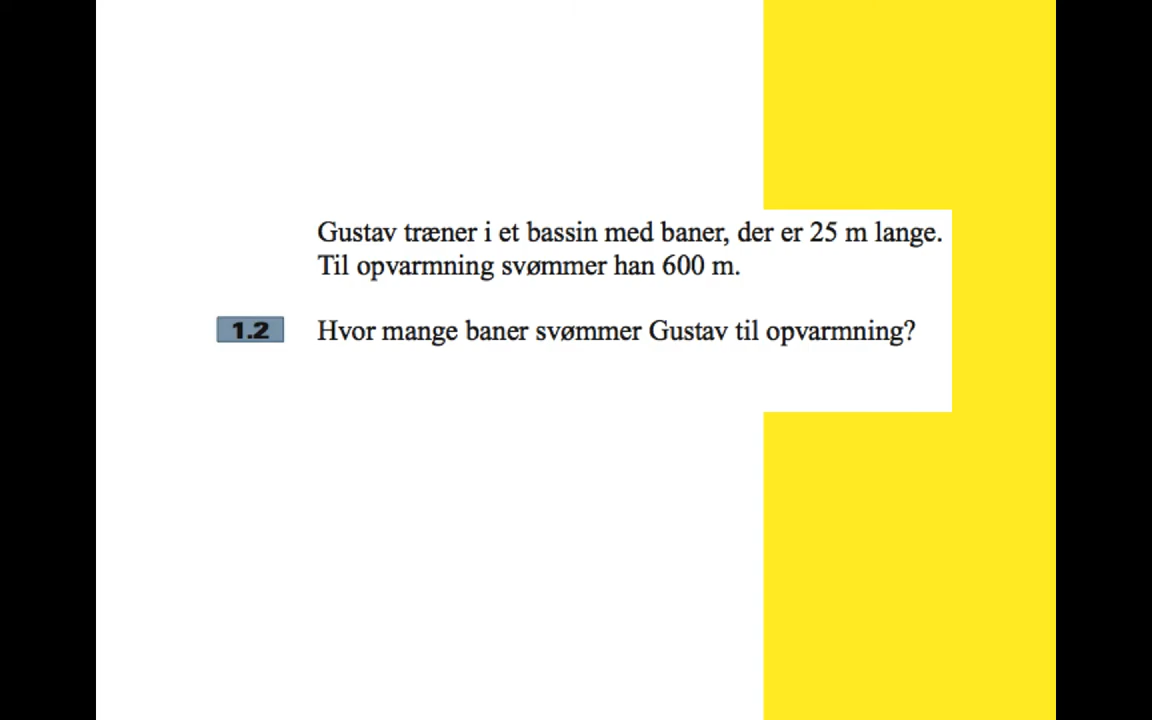 Gustav træner i et bassin med baner, der er 25 m lange.
Til opvarmning svømmer han 600 m.
1.2 Hvor mange baner svømmer Gustav til opvarmning?